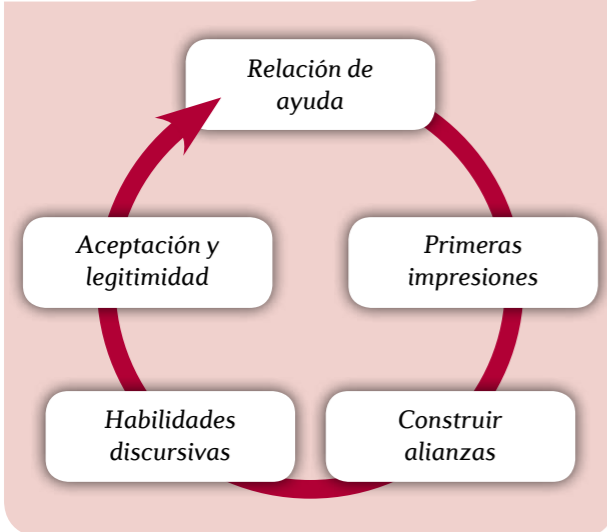 Relación de
ayuda
Primeras
impresiones
Construir
alianzas
Habilidades
discursivas
Aceptación y
legitimidad